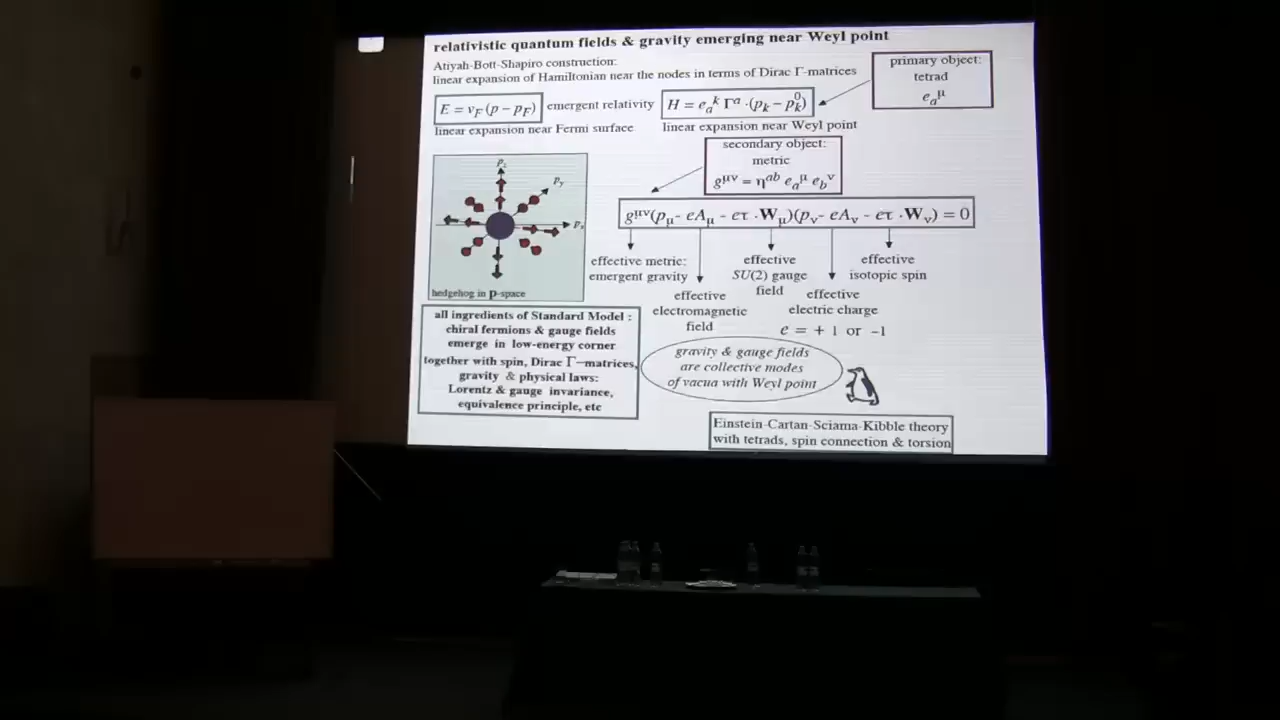 relativistic quantum fields & gravity emerging near Weyl point
Atiyah-Bott-Shapiro construction:
linear expansion of Hamiltonian near the nodes in terms of Dirac Γ-matrices
primary object:
tetrad
eₐ^μ
E = v_F (p − p_F)
emergent relativity
H = eₐ^k Γ^a · (p_k − p_k^0)
linear expansion near Fermi surface
linear expansion near Weyl point
secondary object:
metric
g^μν = η^ab eₐ^μ e_b^ν
p_z
p_y
p_x
hedgehog in p-space
g^μν(p_μ - eA_μ - eτ · W_μ)(p_ν - eA_ν - eτ · W_ν) = 0
effective metric:
emergent gravity
effective
SU(2) gauge
field
effective
isotopic spin
effective
electromagnetic
field
effective
electric charge
e = + 1 or −1
all ingredients of Standard Model :
chiral fermions & gauge fields
emerge in low-energy corner
together with spin, Dirac Γ−matrices,
gravity & physical laws:
Lorentz & gauge invariance,
equivalence principle, etc
gravity & gauge fields
are collective modes
of vacua with Weyl point
Einstein-Cartan-Sciama-Kibble theory
with tetrads, spin connection & torsion